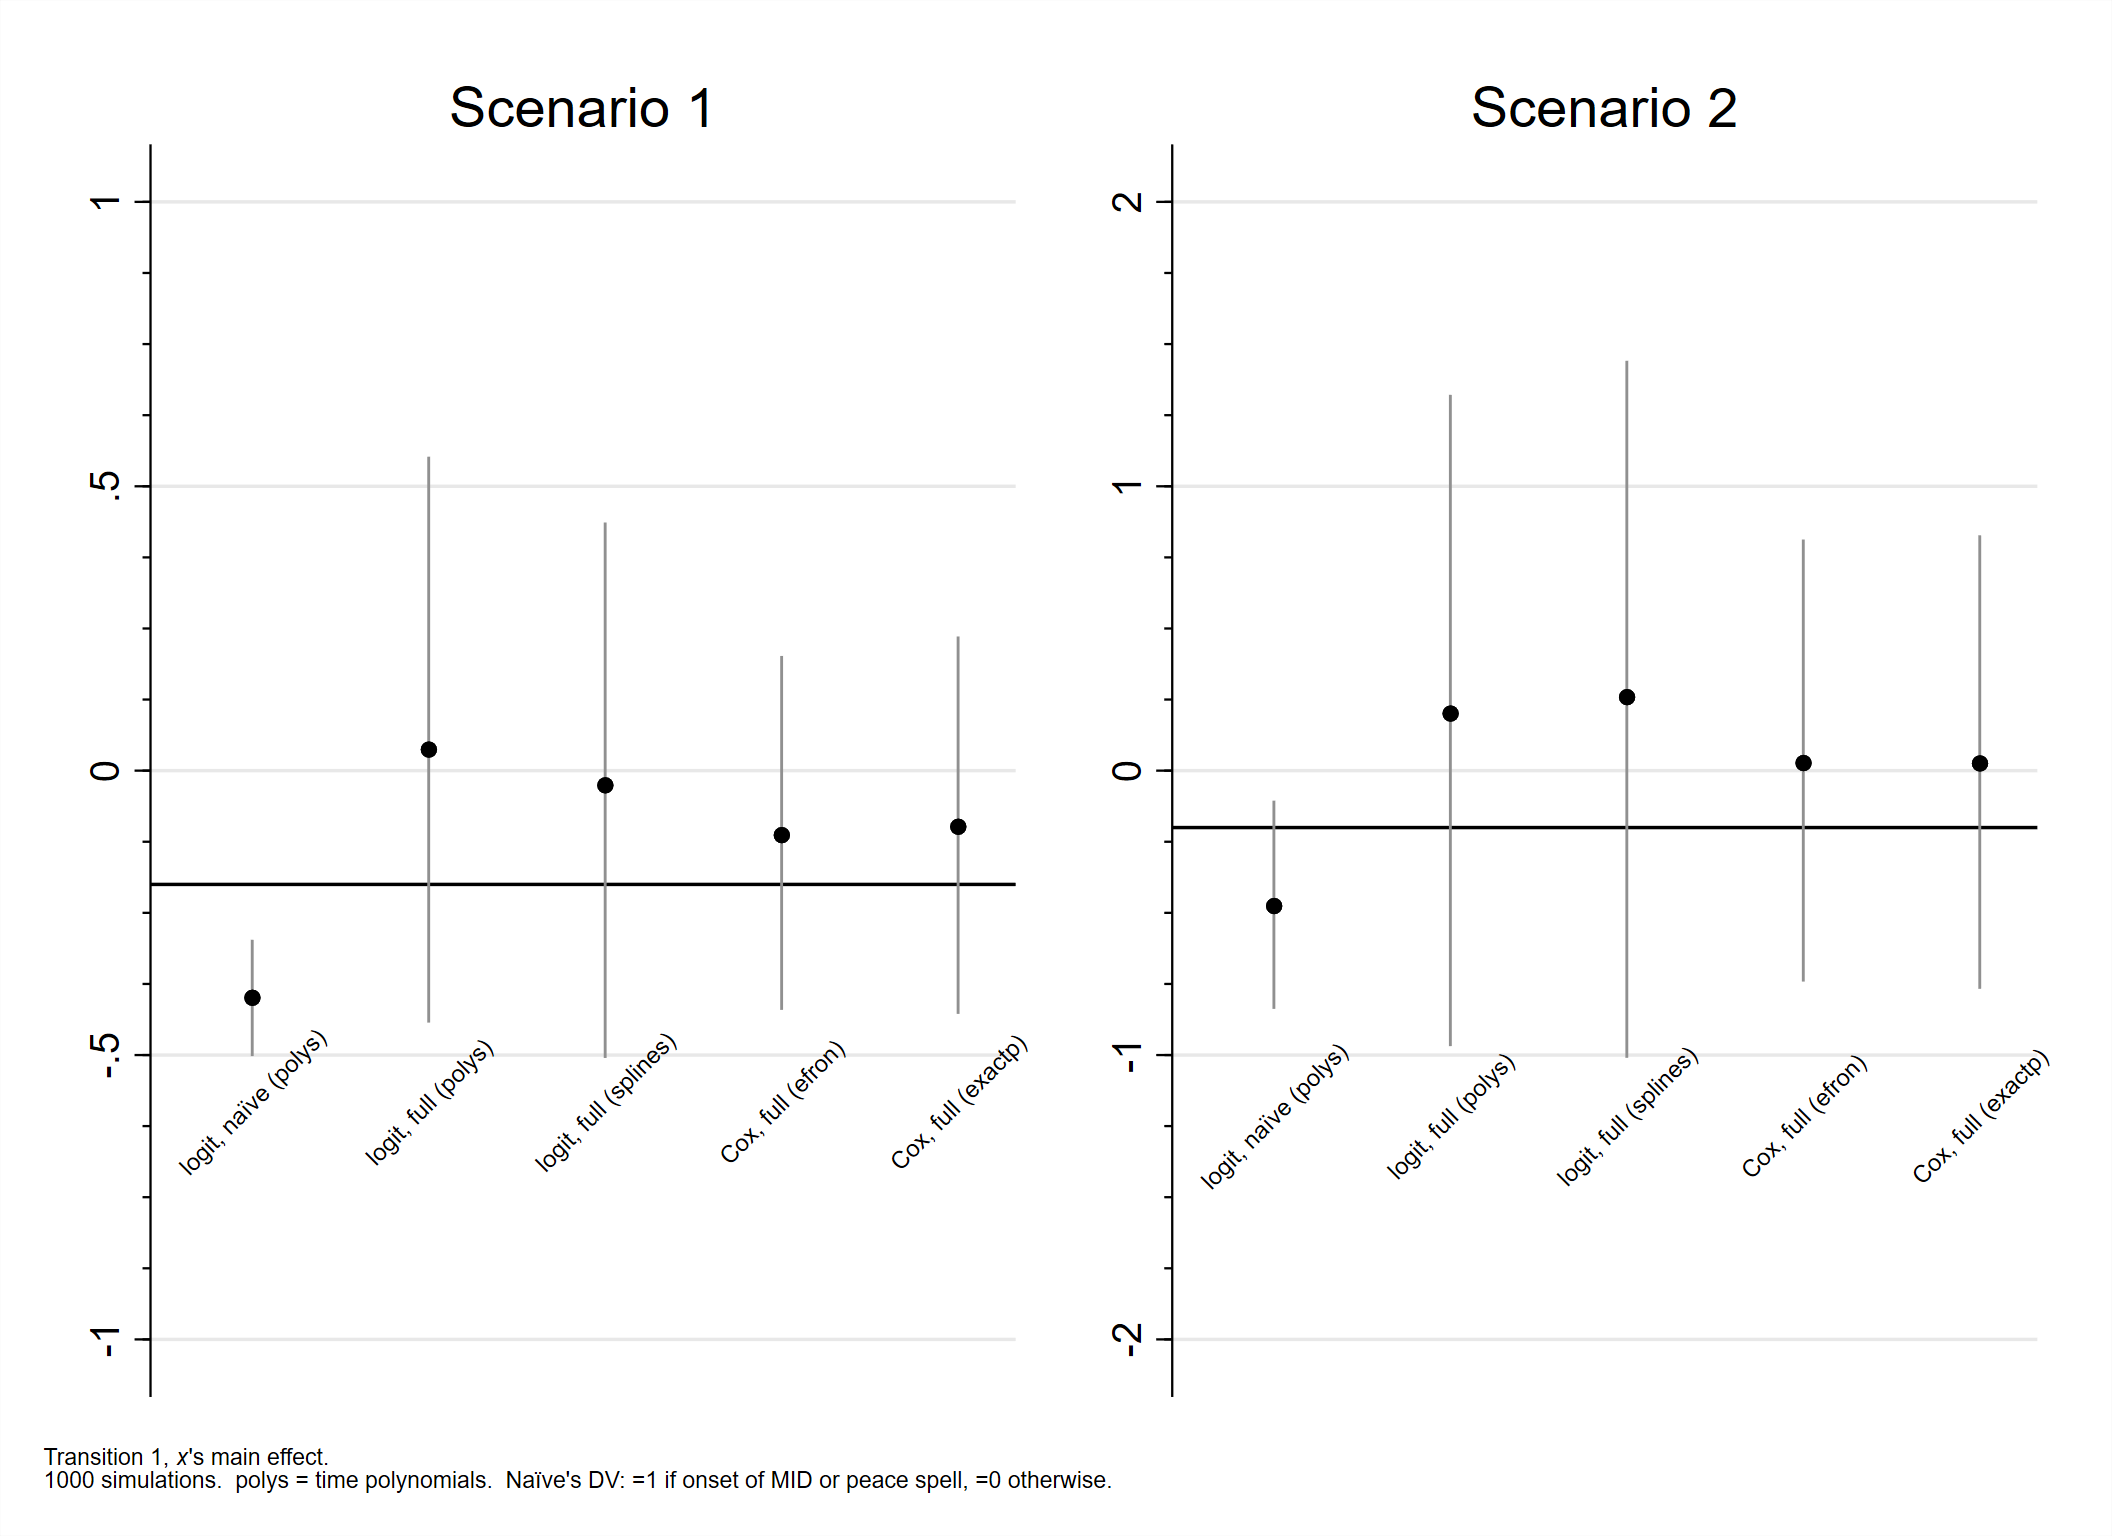 Scenario 1
1
.5
0
-.5
-1
logit, naïve (polys)
logit, full (polys)
logit, full (splines)
Cox, full (efron)
Cox, full (exactp)
Scenario 2
2
1
0
-1
-2
logit, naïve (polys)
logit, full (polys)
logit, full (splines)
Cox, full (efron)
Cox, full (exactp)
Transition 1, x's main effect.
1000 simulations.  polys = time polynomials.  Naïve's DV: =1 if onset of MID or peace spell, =0 otherwise.